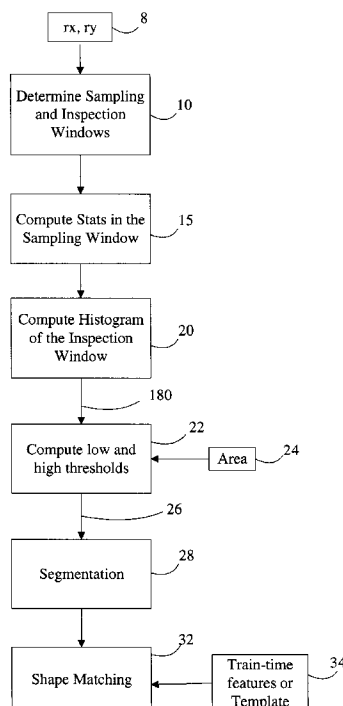 rx, ry
8
Determine Sampling
and Inspection
Windows
10
Compute Stats in the
Sampling Window
15
Compute Histogram
of the Inspection
Window
20
180
Compute low and
high thresholds
22
Area
24
26
Segmentation
28
Shape Matching
32
Train-time
features or
Template
34